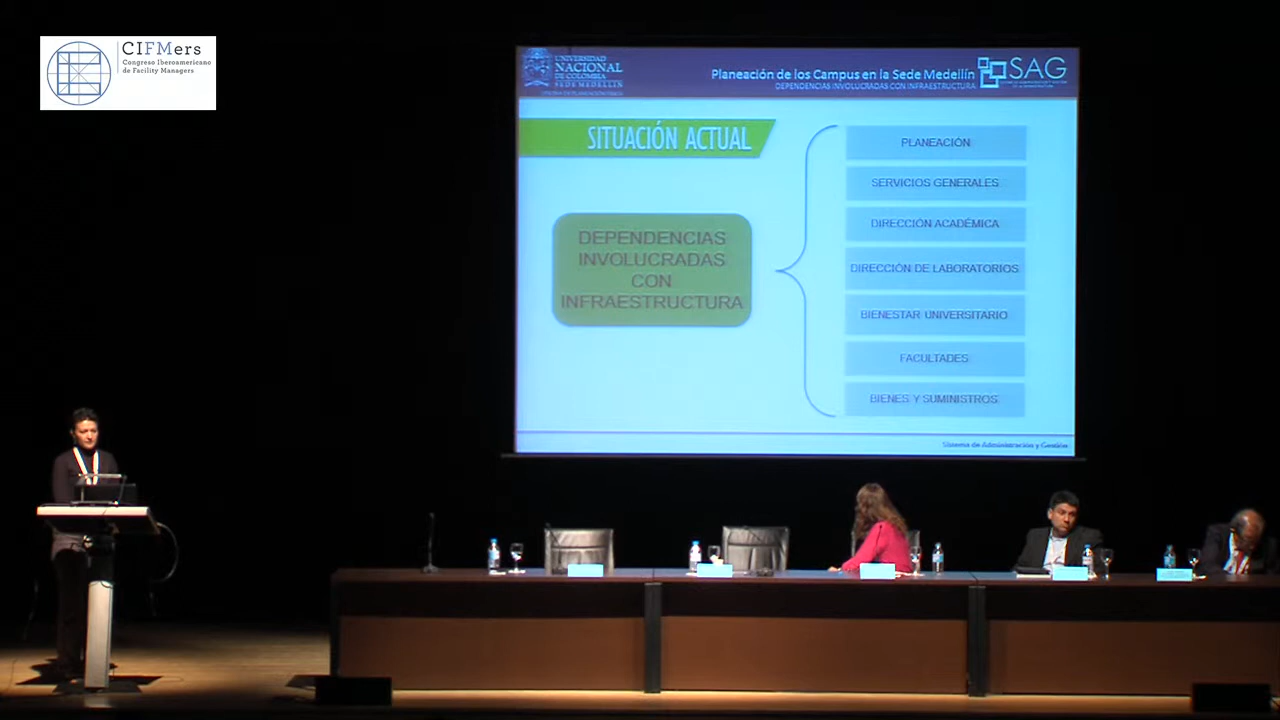 CIFMers
Congreso Iberoamericano
de Facility Managers
UNIVERSIDAD
NACIONAL
DE COLOMBIA
SEDE MEDELLÍN
Planeación de los Campus en la Sede Medellín
DEPENDENCIAS INVOLUCRADAS CON INFRAESTRUCTURA
SAG
SITUACIÓN ACTUAL
DEPENDENCIAS
INVOLUCRADAS
CON
INFRAESTRUCTURA
PLANEACIÓN
SERVICIOS GENERALES
DIRECCIÓN ACADÉMICA
DIRECCIÓN DE LABORATORIOS
BIENESTAR UNIVERSITARIO
FACULTADES
BIENES Y SUMINISTROS
Sistema de Administración y Gestión